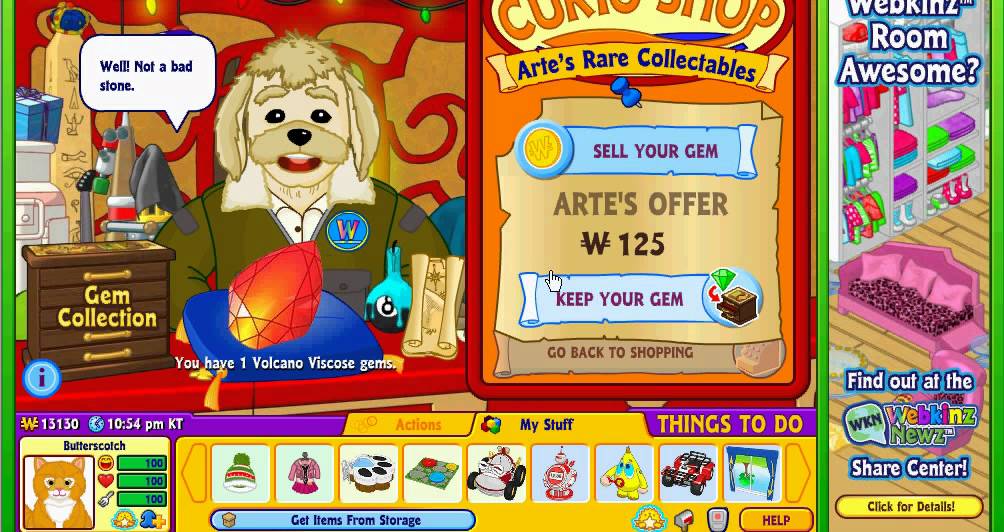 Well! Not a bad
stone.
CURIO SHOP
Arte's Rare Collectables
SELL YOUR GEM
ARTE'S OFFER
₩ 125
KEEP YOUR GEM
GO BACK TO SHOPPING
Gem
Collection
W
You have 1 Volcano Viscose gems.
i
Webkinz™
Room
Awesome?
Find out at the
WKN Webkinz
Newz™
Share Center!
Click for Details!
₩ 13130 10:54 pm KT
Actions
My Stuff
THINGS TO DO
Butterscotch
100
100
100
Get Items From Storage
HELP